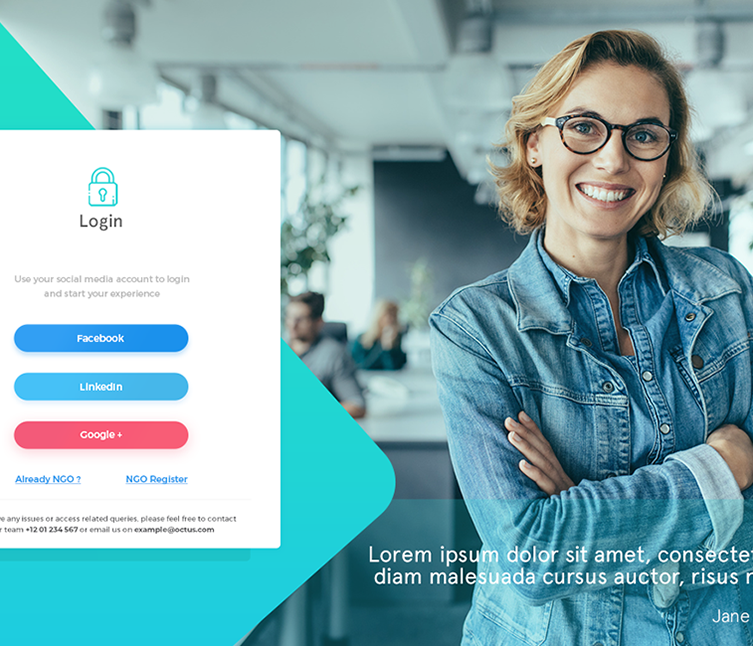 Login
Use your social media account to login
and start your experience
Facebook
LinkedIn
Google +
Already NGO ? NGO Register
any issues or access related queries, please feel free to contact
team +12 01 234 567 or email us on example@octus.com
Lorem ipsum dolor sit amet,
diam malesuada cursus auctor, risus
Jane